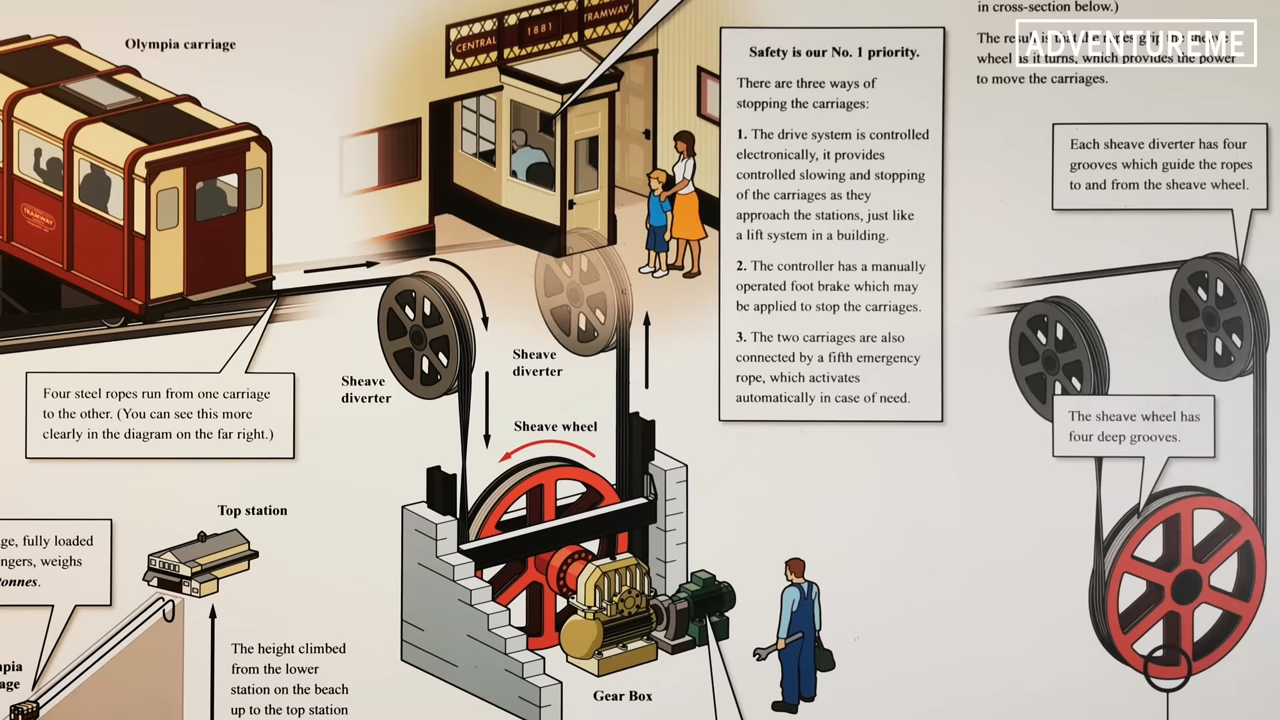 Olympia carriage
CENTRAL 1881 TRAMWAY
TRAMWAY
Four steel ropes run from one carriage
to the other. (You can see this more
clearly in the diagram on the far right.)
Sheave
diverter
Sheave
diverter
Sheave wheel
Gear Box
Safety is our No. 1 priority.
There are three ways of
stopping the carriages:
1. The drive system is controlled
electronically, it provides
controlled slowing and stopping
of the carriages as they
approach the stations, just like
a lift system in a building.
2. The controller has a manually
operated foot brake which may
be applied to stop the carriages.
3. The two carriages are also
connected by a fifth emergency
rope, which activates
automatically in case of need.
in cross-section below.)
The result is that the ropes grip the sheave
wheel as it turns, which provides the power
to move the carriages.
ADVENTUREME
Each sheave diverter has four
grooves which guide the ropes
to and from the sheave wheel.
The sheave wheel has
four deep grooves.
Top station
ge, fully loaded
ngers, weighs
tonnes.
The height climbed
from the lower
station on the beach
up to the top station
mpia
age